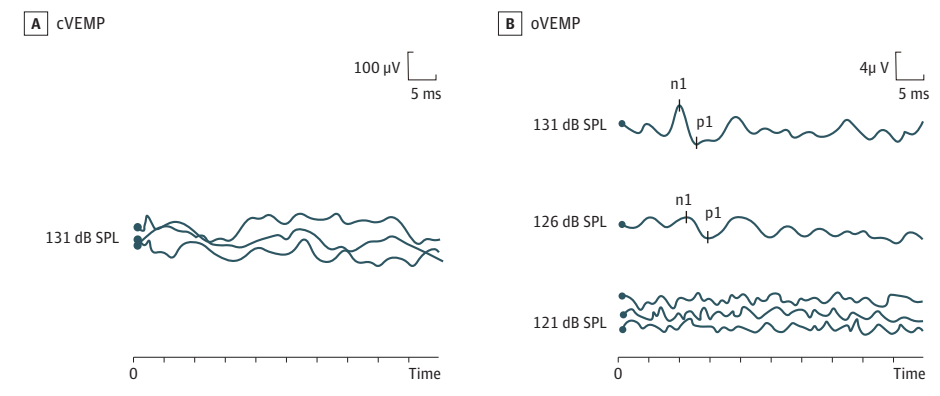 A cVEMP
100 µV
5 ms
131 dB SPL
0 Time
B oVEMP
4µ V
5 ms
n1
p1
131 dB SPL
n1
p1
126 dB SPL
121 dB SPL
0 Time